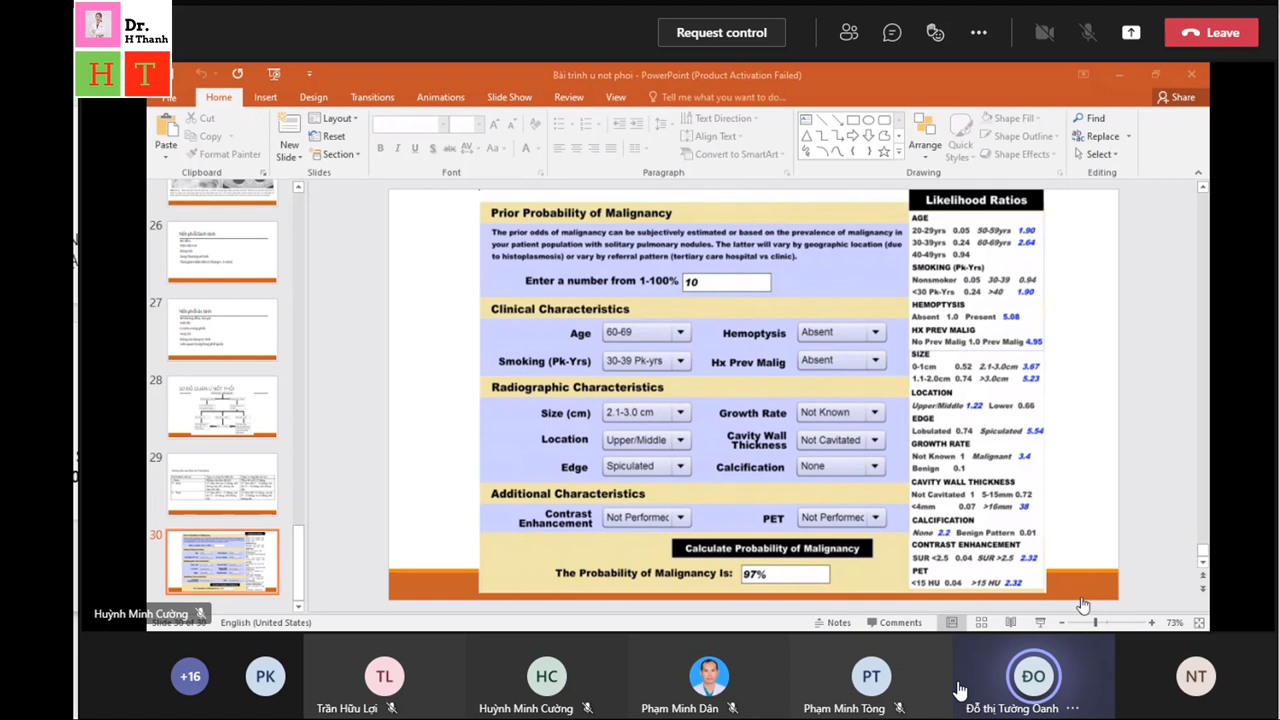 Dr.
H Thanh
H T
Request control
Leave
Bài trình u not phoi - PowerPoint (Product Activation Failed)
File Home Insert Design Transitions Animations Slide Show Review View Tell me what you want to do...
Share
Paste
Cut
Copy
Format Painter
Clipboard
New Slide
Layout
Reset
Section
Slides
Font
Text Direction
Align Text
Convert to SmartArt
Paragraph
Arrange
Quick Styles
Shape Fill
Shape Outline
Shape Effects
Drawing
Find
Replace
Select
Editing
26
27
28
SƠ ĐỒ QUẢN LÝ NỐT PHỔI
29
30
Prior Probability of Malignancy
The prior odds of malignancy can be subjectively estimated or based on the prevalence of malignancy in
your patient population with solitary pulmonary nodules. The latter will vary by geographic location (due
to histoplasmosis) or vary by referral pattern (tertiary care hospital vs clinic).
Enter a number from 1-100% 10
Clinical Characteristics
Age 60-69 Hemoptysis Absent
Smoking (Pk-Yrs) 30-39 Pk-yrs Hx Prev Malig Absent
Radiographic Characteristics
Size (cm) 2.1-3.0 cm Growth Rate Not Known
Location Upper/Middle Cavity Wall Thickness Not Cavitated
Edge Spiculated Calcification None
Additional Characteristics
Contrast Enhancement Not Performec PET Not Performec
Calculate Probability of Malignancy
The Probability of Malignancy Is: 97%
Likelihood Ratios
AGE
20-29yrs 0.05 50-59yrs 1.90
30-39yrs 0.24 60-69yrs 2.64
40-49yrs 0.94
SMOKING (Pk-Yrs)
Nonsmoker 0.05 30-39 0.94
<30 Pk-Yrs 0.24 >40 1.90
HEMOPTYSIS
Absent 1.0 Present 5.08
HX PREV MALIG
No Prev Malig 1.0 Prev Malig 4.95
SIZE
0-1cm 0.52 2.1-3.0cm 3.67
1.1-2.0cm 0.74 >3.0cm 5.23
LOCATION
Upper/Middle 1.22 Lower 0.66
EDGE
Lobulated 0.74 Spiculated 5.54
GROWTH RATE
Not Known 1 Malignant 3.4
Benign 0.1
CAVITY WALL THICKNESS
Not Cavitated 1 5-15mm 0.72
<4mm 0.07 >16mm 38
CALCIFICATION
None 2.2 Benign Pattern 0.01
CONTRAST ENHANCEMENT
SUR <2.5 0.04 SUR >2.5 2.32
PET
<15 HU 0.04 >15 HU 2.32
Huỳnh Minh Cường
Slide 30 of 30 English (United States)
Notes Comments 73%
+16 PK TL HC PT ĐO NT
Trần Hữu Lợi Huỳnh Minh Cường Phạm Minh Dân Phạm Minh Tòng Đỗ thị Tường Oanh